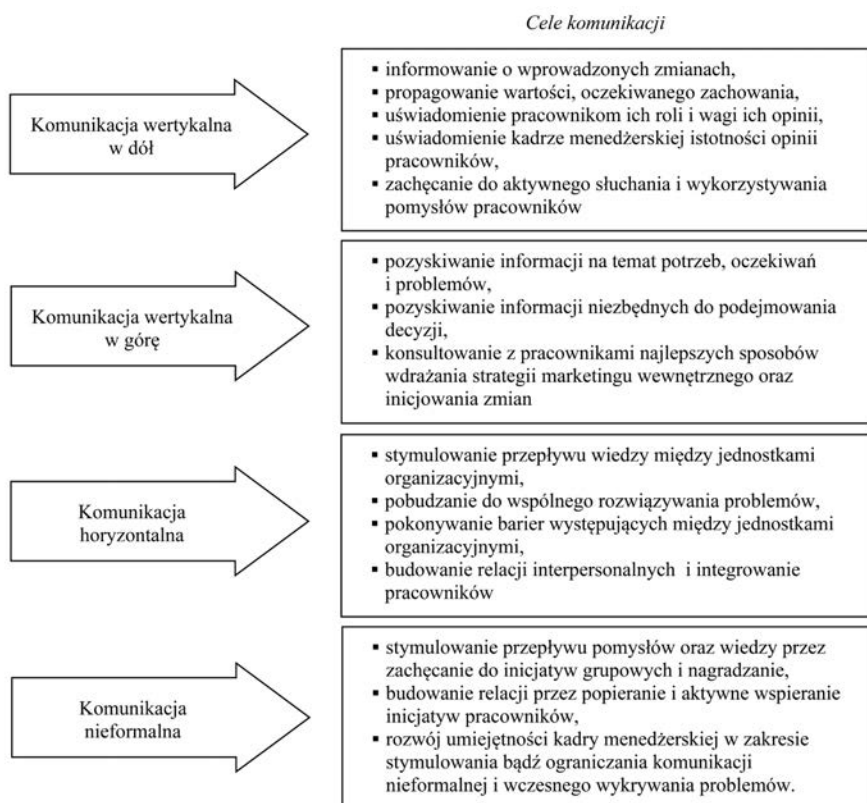 Cele komunikacji
Komunikacja wertykalna
w dół
▪ informowanie o wprowadzonych zmianach,
▪ propagowanie wartości, oczekiwanego zachowania,
▪ uświadomienie pracownikom ich roli i wagi ich opinii,
▪ uświadomienie kadrze menedżerskiej istotności opinii
pracowników,
▪ zachęcanie do aktywnego słuchania i wykorzystywania
pomysłów pracowników
Komunikacja wertykalna
w górę
▪ pozyskiwanie informacji na temat potrzeb, oczekiwań
i problemów,
▪ pozyskiwanie informacji niezbędnych do podejmowania
decyzji,
▪ konsultowanie z pracownikami najlepszych sposobów
wdrażania strategii marketingu wewnętrznego oraz
inicjowania zmian
Komunikacja
horyzontalna
▪ stymulowanie przepływu wiedzy między jednostkami
organizacyjnymi,
▪ pobudzanie do wspólnego rozwiązywania problemów,
▪ pokonywanie barier występujących między jednostkami
organizacyjnymi,
▪ budowanie relacji interpersonalnych i integrowanie
pracowników
Komunikacja
nieformalna
▪ stymulowanie przepływu pomysłów oraz wiedzy przez
zachęcanie do inicjatyw grupowych i nagradzanie,
▪ budowanie relacji przez popieranie i aktywne wspieranie
inicjatyw pracowników,
▪ rozwój umiejętności kadry menedżerskiej w zakresie
stymulowania bądź ograniczania komunikacji
nieformalnej i wczesnego wykrywania problemów.